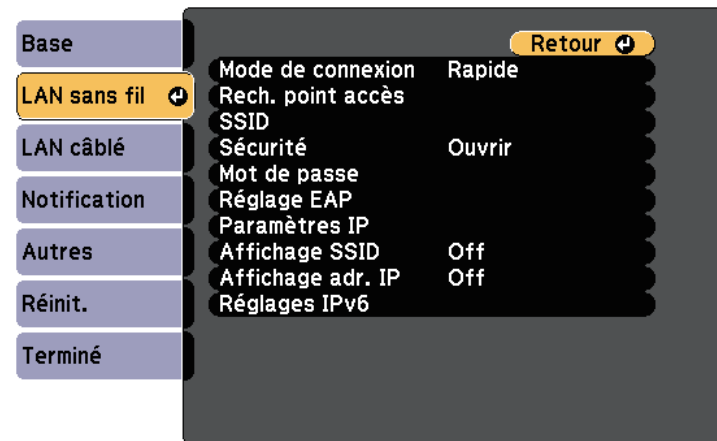 Base
LAN sans fil
LAN câblé
Notification
Autres
Réinit.
Terminé
Retour
Mode de connexion Rapide
Rech. point accès
SSID
Sécurité Ouvrir
Mot de passe
Réglage EAP
Paramètres IP
Affichage SSID Off
Affichage adr. IP Off
Réglages IPv6